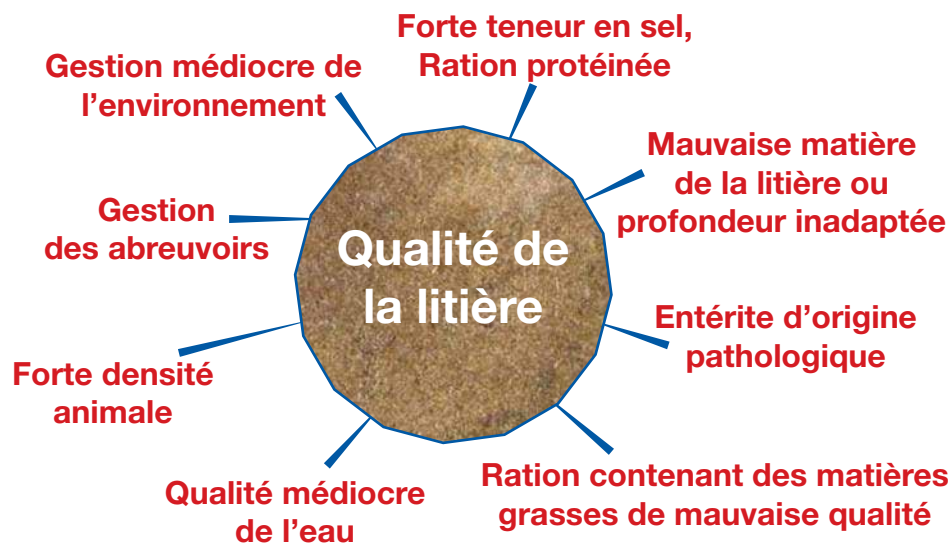 Forte teneur en sel,
Ration protéinée
Gestion médiocre de
l'environnement
Mauvaise matière
de la litière ou
profondeur inadaptée
Gestion
des abreuvoirs
Qualité de
la litière
Entérite d'origine
pathologique
Forte densité
animale
Qualité médiocre
de l'eau
Ration contenant des matières
grasses de mauvaise qualité